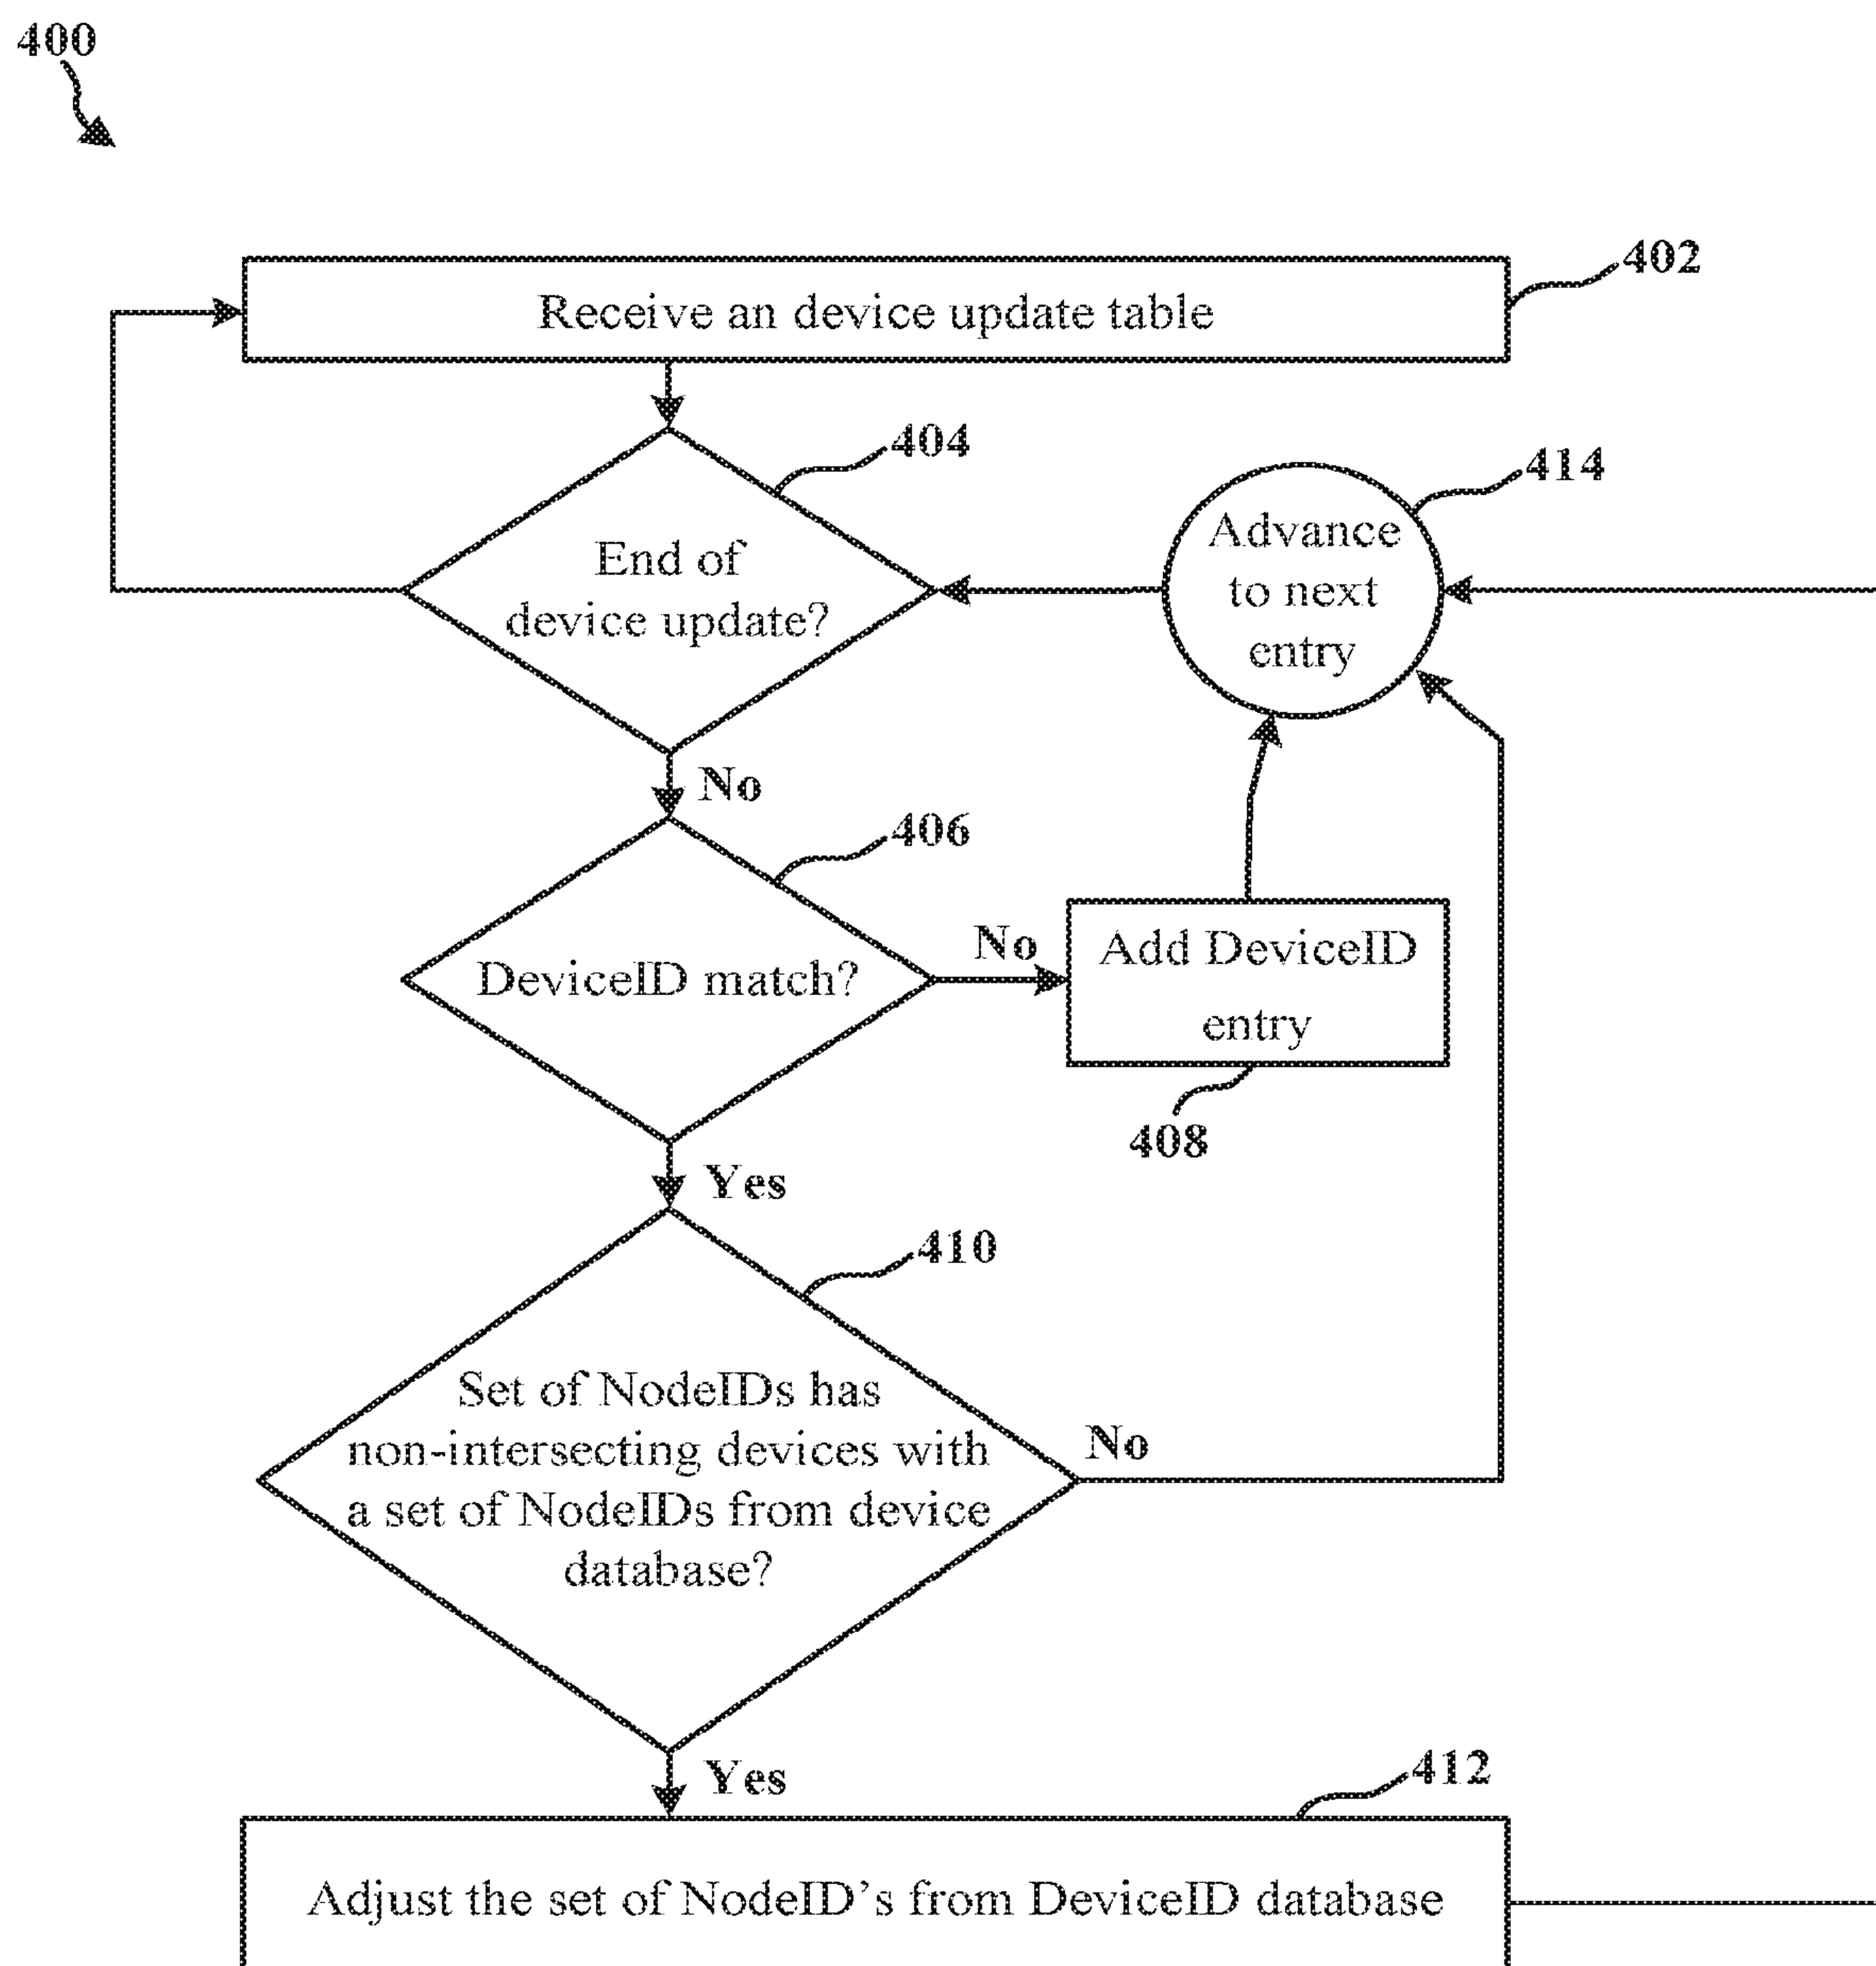 400
402
Receive an device update table
404
414
End of
device update?
Advance
to next
entry
No
406
DeviceID match?
No
Add DeviceID
entry
408
Yes
410
Set of NodeIDs has
non-intersecting devices with
a set of NodeIDs from device
database?
No
Yes
412
Adjust the set of NodeID’s from DeviceID database